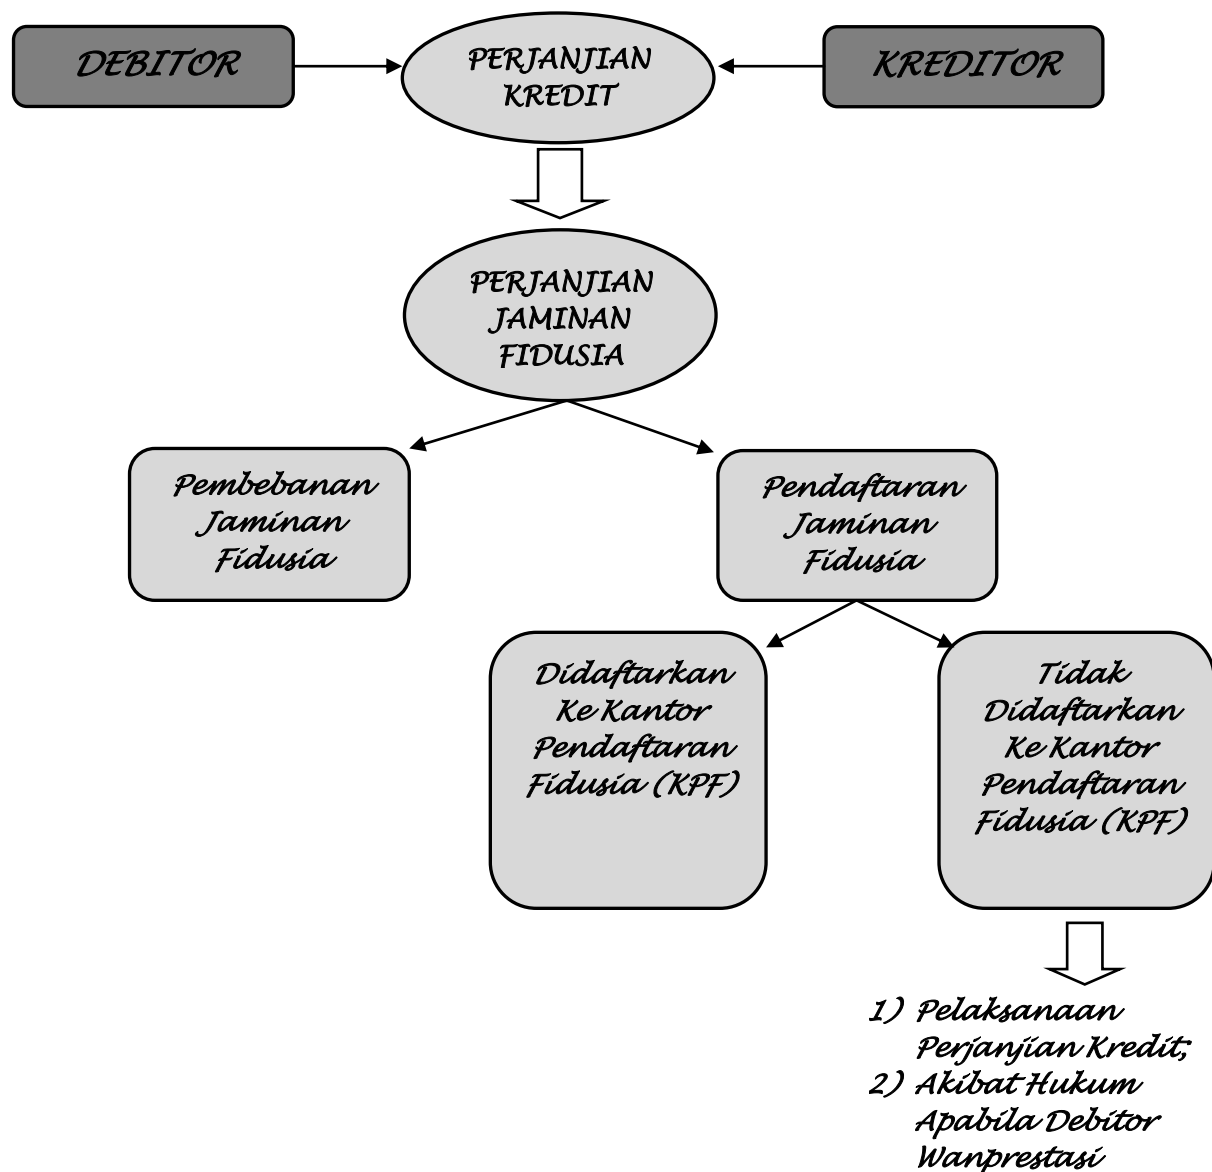 DEBITOR
PERJANJIAN
KREDIT
KREDITOR
PERJANJIAN
JAMINAN
FIDUSIA
Pembebanan
Jaminan
Fidusia
Pendaftaran
Jaminan
Fidusia
Didaftarkan
Ke Kantor
Pendaftaran
Fidusia (KPF)
Tidak
Didaftarkan
Ke Kantor
Pendaftaran
Fidusia (KPF)
1) Pelaksanaan
Perjanjian Kredit;
2) Akibat Hukum
Apabila Debitor
Wanprestasi